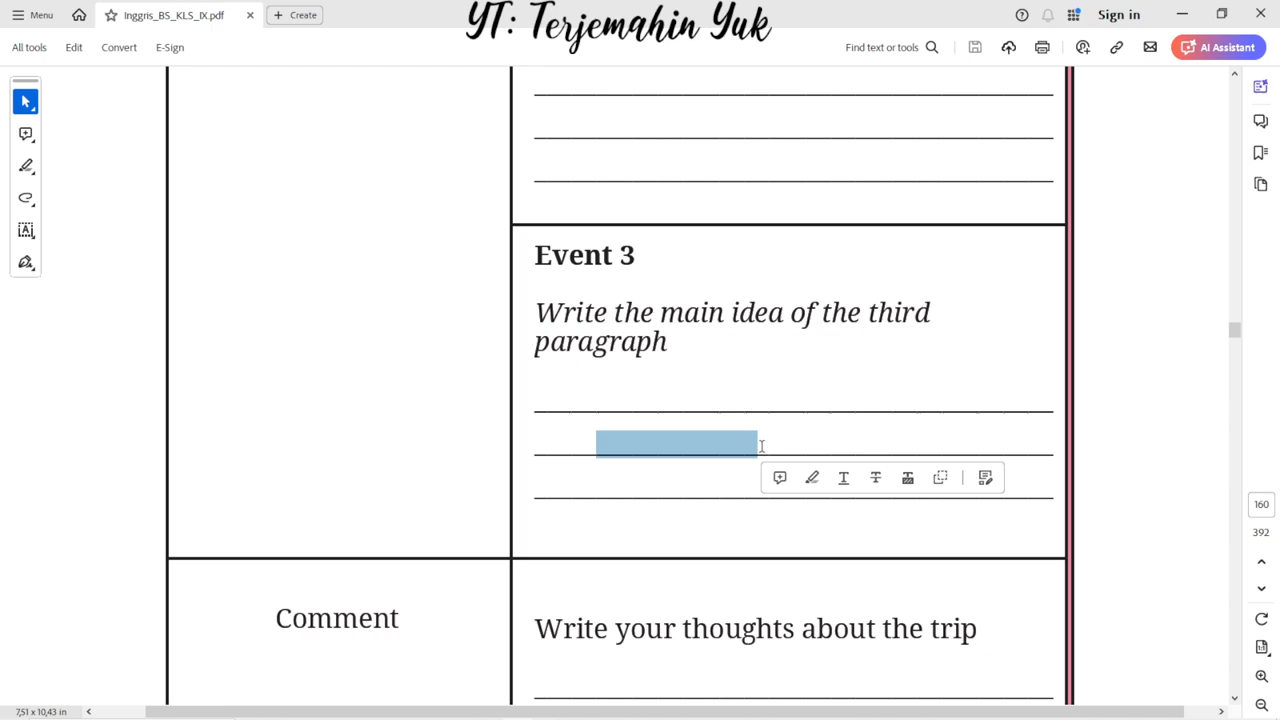 Menu
Inggris_BS_KLS_IX.pdf
Create
YT: Terjemahin Yuk
Sign in
All tools
Edit
Convert
E-Sign
Find text or tools
AI Assistant
Event 3
Write the main idea of the third
paragraph
Comment
Write your thoughts about the trip
160
392
7,51 x 10,43 in